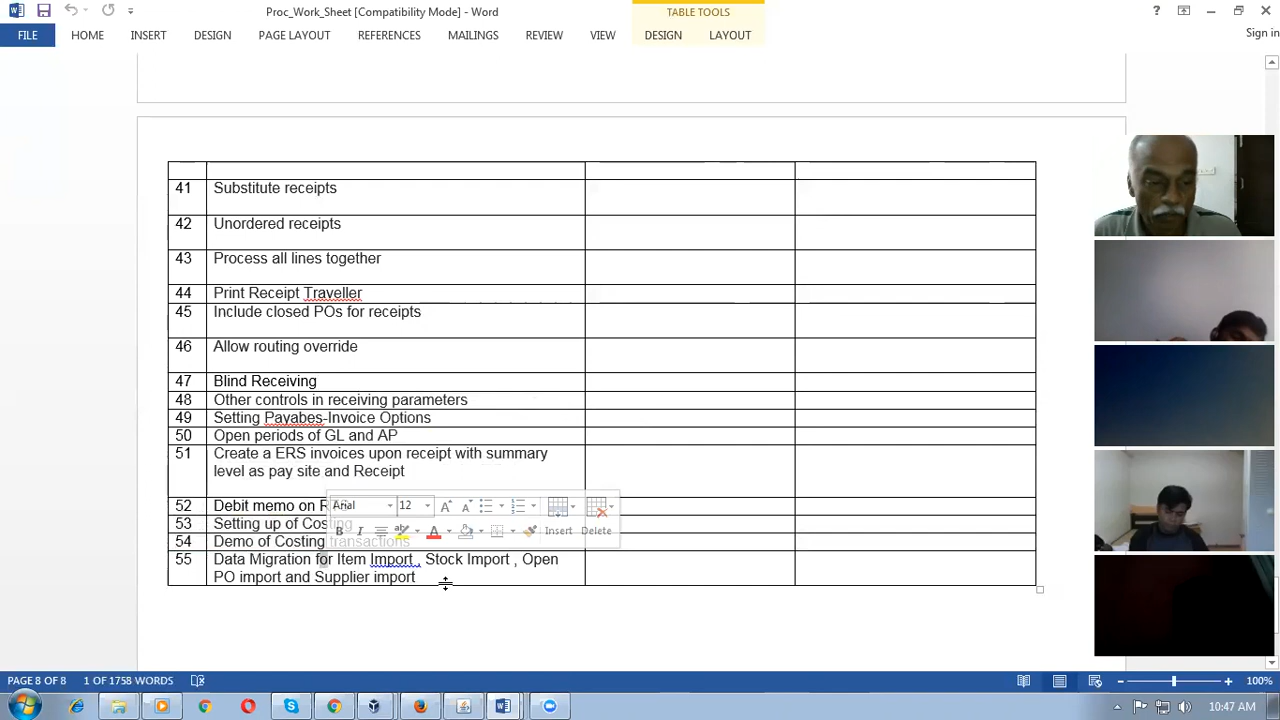 Proc_Work_Sheet [Compatibility Mode] - Word
TABLE TOOLS
?
FILE HOME INSERT DESIGN PAGE LAYOUT REFERENCES MAILINGS REVIEW VIEW DESIGN LAYOUT
Sign in
41 Substitute receipts
42 Unordered receipts
43 Process all lines together
44 Print Receipt Traveller
45 Include closed POs for receipts
46 Allow routing override
47 Blind Receiving
48 Other controls in receiving parameters
49 Setting Payabes-Invoice Options
50 Open periods of GL and AP
51 Create a ERS invoices upon receipt with summary
level as pay site and Receipt
52 Debit memo on
Arial 12
53 Setting up of Costing
B I A Insert Delete
54 Demo of Costing transactions
55 Data Migration for Item Import , Stock Import , Open
PO import and Supplier import
PAGE 8 OF 8 1 OF 1758 WORDS
100%
10:47 AM